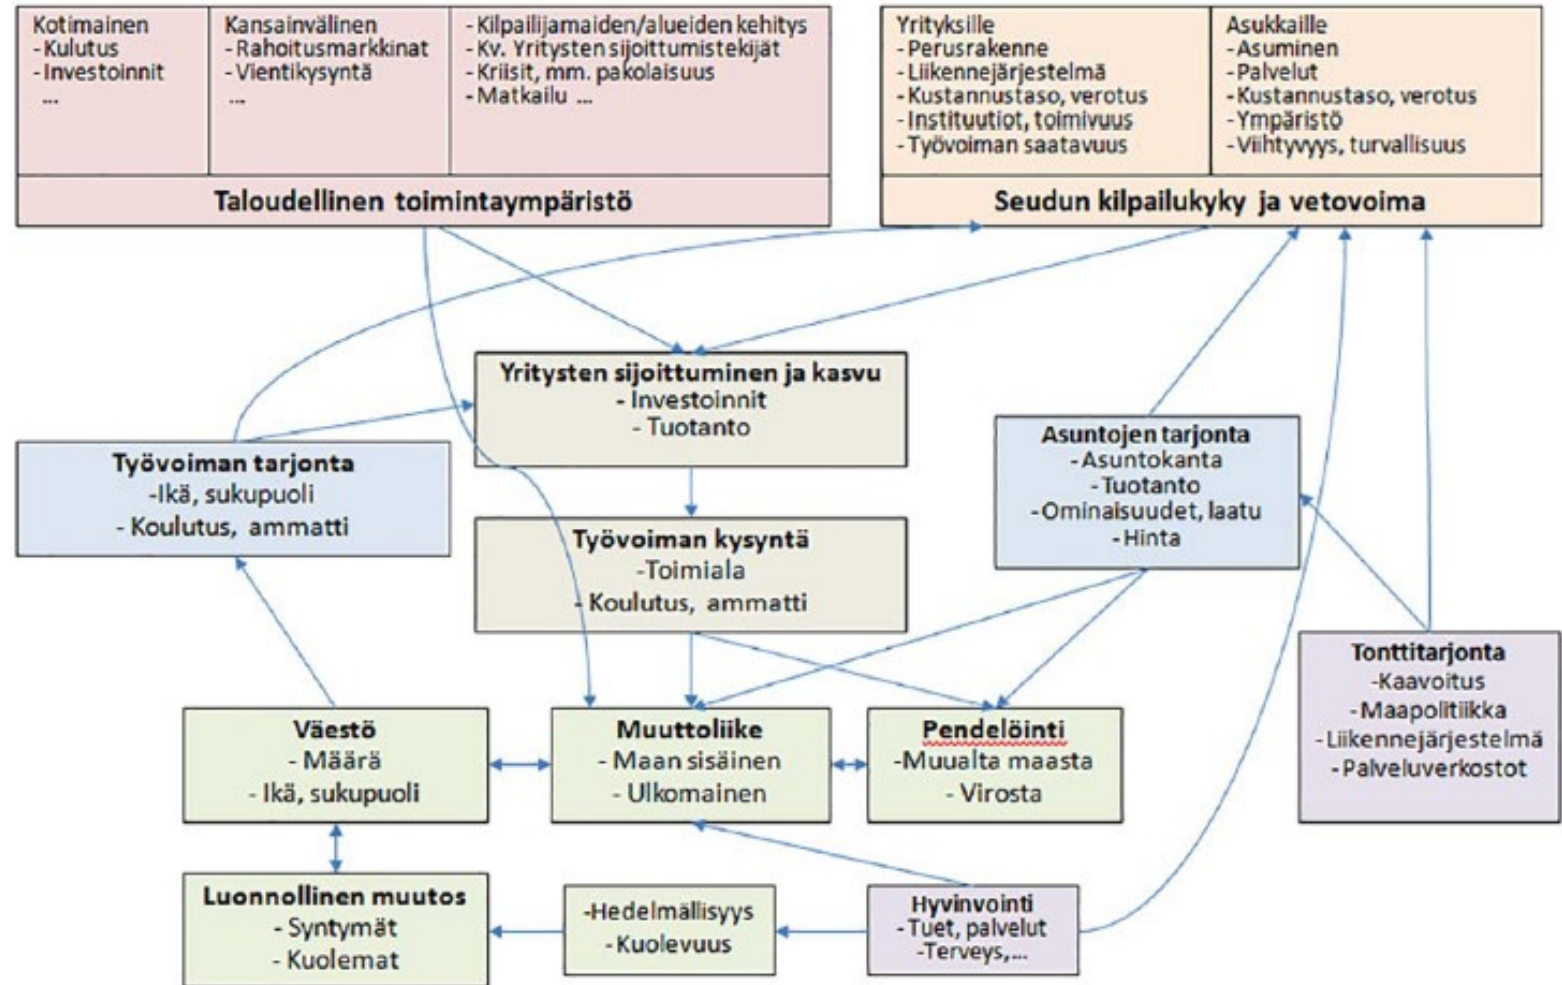 Kotimainen
- Kulutus
- Investoinnit
...
Kansainvälinen
- Rahoitusmarkkinat
- Vientikysyntä
...
- Kilpailijamaiden/alueiden kehitys
- Kv. Yritysten sijoittumistekijät
- Kriisit, mm. pakolaisuus
- Matkailu ...
Taloudellinen toimintaympäristö
Yrityksille
- Perusrakenne
- Liikennejärjestelmä
- Kustannustaso, verotus
- Instituutiot, toimivuus
- Työvoiman saatavuus
Asukkaille
- Asuminen
- Palvelut
- Kustannustaso, verotus
- Ympäristö
- Viihtyvyys, turvallisuus
Seudun kilpailukyky ja vetovoima
Yritysten sijoittuminen ja kasvu
- Investoinnit
- Tuotanto
Työvoiman tarjonta
-Ikä, sukupuoli
- Koulutus, ammatti
Asuntojen tarjonta
-Asuntokanta
-Tuotanto
-Ominaisuudet, laatu
-Hinta
Työvoiman kysyntä
-Toimiala
- Koulutus, ammatti
Tonttitarjonta
-Kaavoitus
-Maapolitiikka
-Liikennejärjestelmä
-Palveluverkostot
Väestö
- Määrä
- Ikä, sukupuoli
Muuttoliike
- Maan sisäinen
- Ulkomainen
Pendelöinti
-Muualta maasta
- Virosta
Luonnollinen muutos
- Syntymät
- Kuolemat
-Hedelmällisyys
-Kuolevuus
Hyvinvointi
-Tuet, palvelut
-Terveys,...